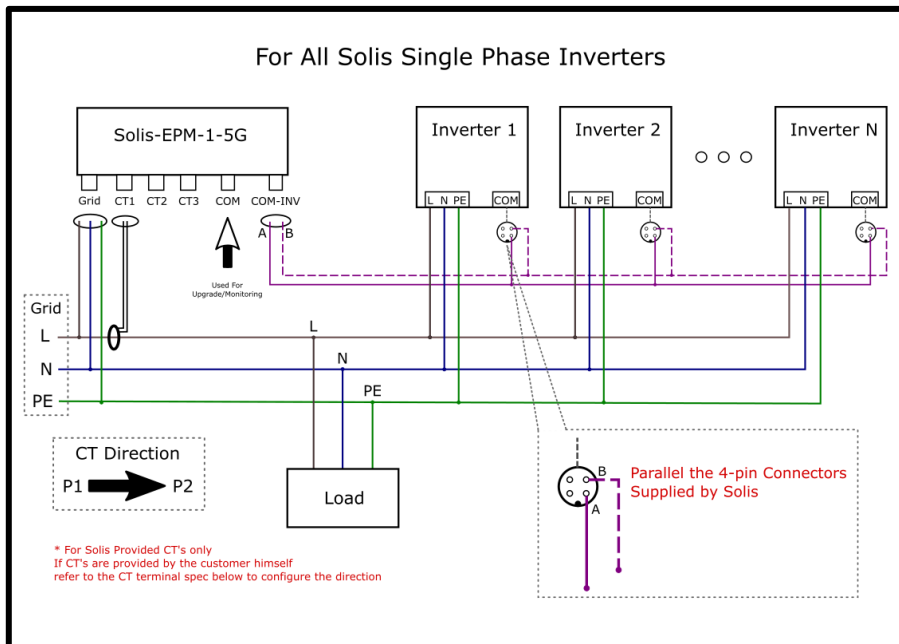 For All Solis Single Phase Inverters
Solis-EPM-1-5G
Grid CT1 CT2 CT3 COM COM-INV
A B
Used For
Upgrade/Monitoring
Inverter 1
L N PE COM
Inverter 2
L N PE COM
Inverter N
L N PE COM
Grid
L
N
PE
L
N
PE
Load
CT Direction
P1 P2
* For Solis Provided CT's only
If CT's are provided by the customer himself
refer to the CT terminal spec below to configure the direction
B
A
Parallel the 4-pin Connectors
Supplied by Solis